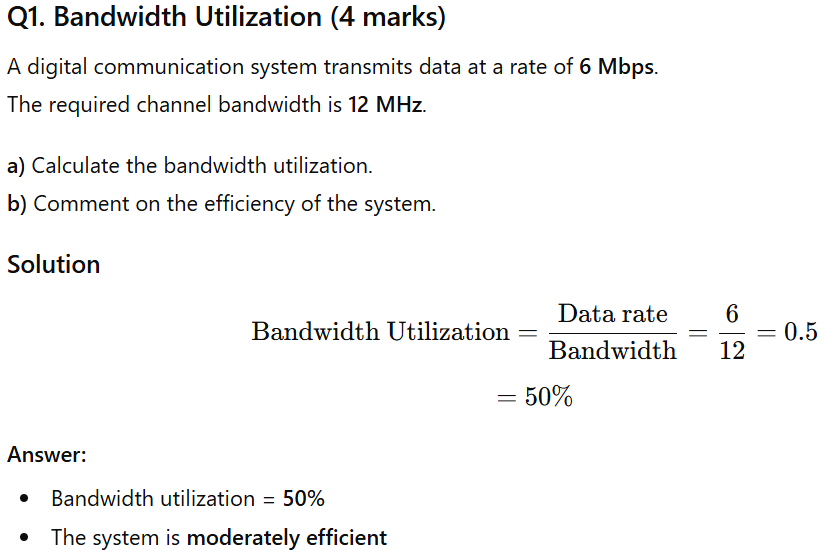 Q1. Bandwidth Utilization (4 marks)
A digital communication system transmits data at a rate of 6 Mbps.
The required channel bandwidth is 12 MHz.
a) Calculate the bandwidth utilization.
b) Comment on the efficiency of the system.
Solution
Bandwidth Utilization = Data rate / Bandwidth = 6 / 12 = 0.5
= 50%
Answer:
• Bandwidth utilization = 50%
• The system is moderately efficient